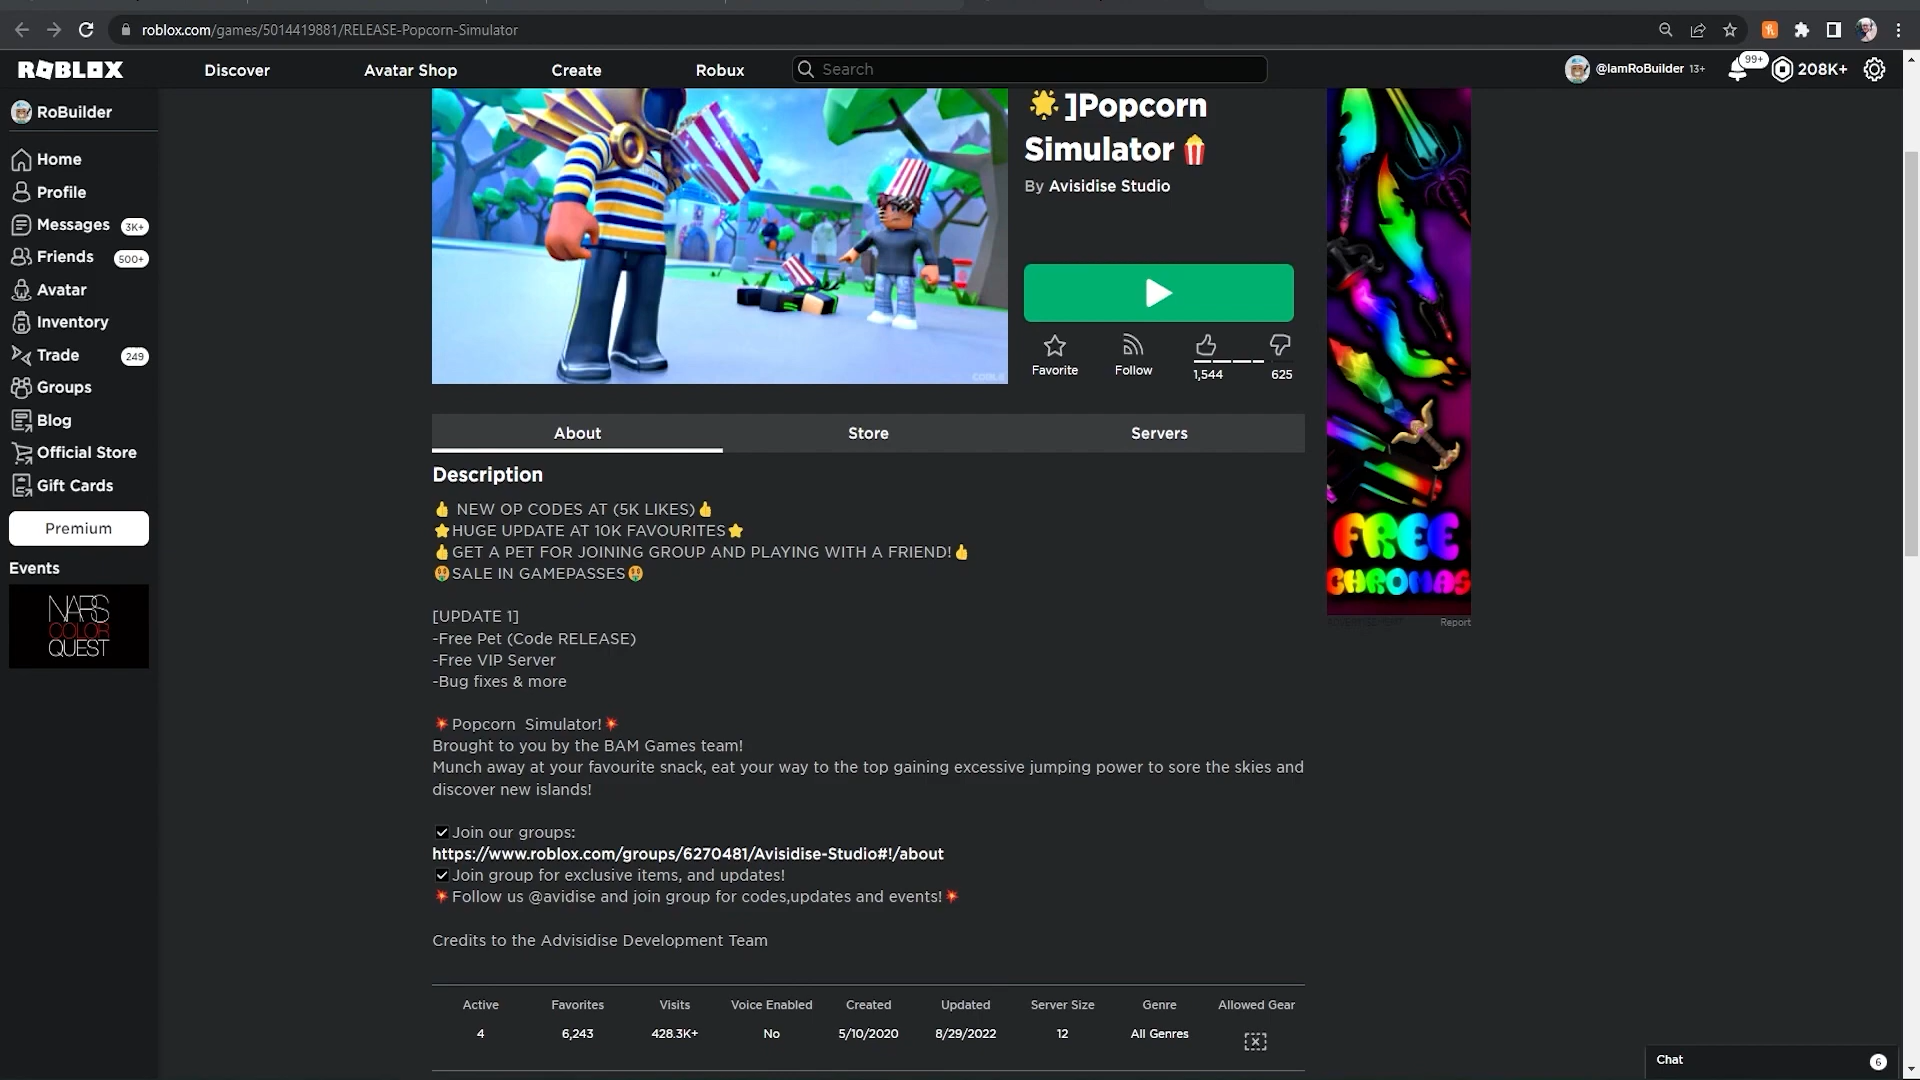 roblox.com/games/5014419881/RELEASE-Popcorn-Simulator
ROBLOX
Discover
Avatar Shop
Create
Robux
Search
@IamRoBuilder 13+
99+
208K+
RoBuilder
Home
Profile
Messages 3K+
Friends 500+
Avatar
Inventory
Trade 249
Groups
Blog
Official Store
Gift Cards
Premium
Events
NARS
COLOR
QUEST
🌟]Popcorn
Simulator 🍿
By Avisidise Studio
Favorite
Follow
1,544
625
About
Store
Servers
Description
👍 NEW OP CODES AT (5K LIKES)👍
⭐HUGE UPDATE AT 10K FAVOURITES⭐
👍GET A PET FOR JOINING GROUP AND PLAYING WITH A FRIEND!👍
🤑SALE IN GAMEPASSES🤑
[UPDATE 1]
-Free Pet (Code RELEASE)
-Free VIP Server
-Bug fixes & more
💥Popcorn  Simulator!💥
Brought to you by the BAM Games team!
Munch away at your favourite snack, eat your way to the top gaining excessive jumping power to sore the skies and
discover new islands!
☑Join our groups:
https://www.roblox.com/groups/6270481/Avisidise-Studio#!/about
☑Join group for exclusive items, and updates!
💥Follow us @avidise and join group for codes,updates and events!💥
Credits to the Advisidise Development Team
Active Favorites Visits Voice Enabled Created Updated Server Size Genre Allowed Gear
4 6,243 428.3K+ No 5/10/2020 8/29/2022 12 All Genres
FREE
CHROMAS
ADVERTISEMENT
Report
Chat 6